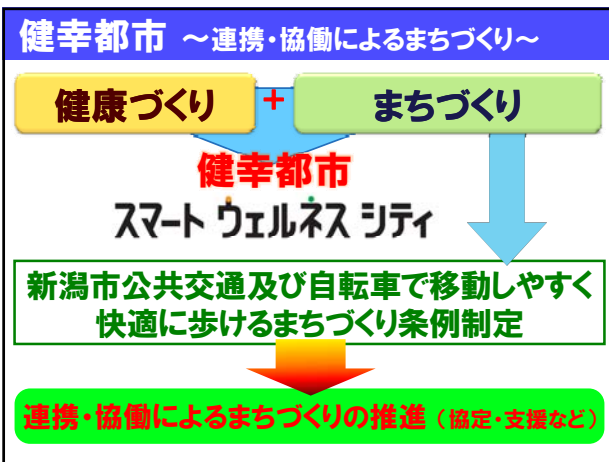 健幸都市 ～連携・協働によるまちづくり～
健康づくり + まちづくり
健幸都市
スマート ウェルネス シティ
新潟市公共交通及び自転車で移動しやすく
快適に歩けるまちづくり条例制定
連携・協働によるまちづくりの推進（協定・支援など）